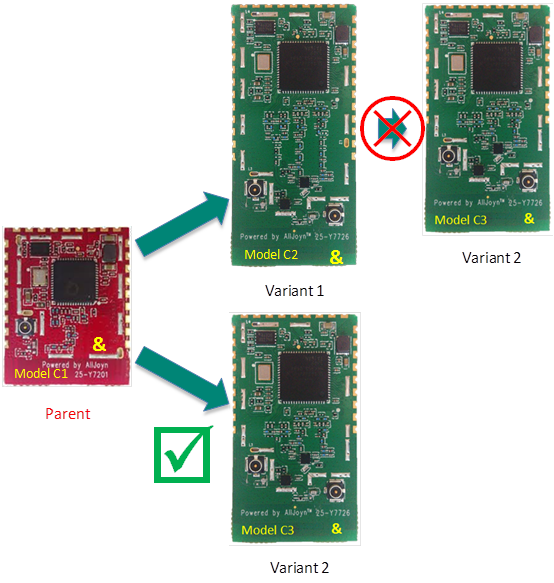 Powered by AllJoyn™ 25-Y7726
Model C2
&
Variant 1
Powered by AllJoyn™ 25-Y7726
Model C3
&
Variant 2
&
Powered by AllJoyn
Model C1 25-Y7201
Parent
Powered by AllJoyn™ 25-Y7726
Model C3
&
Variant 2